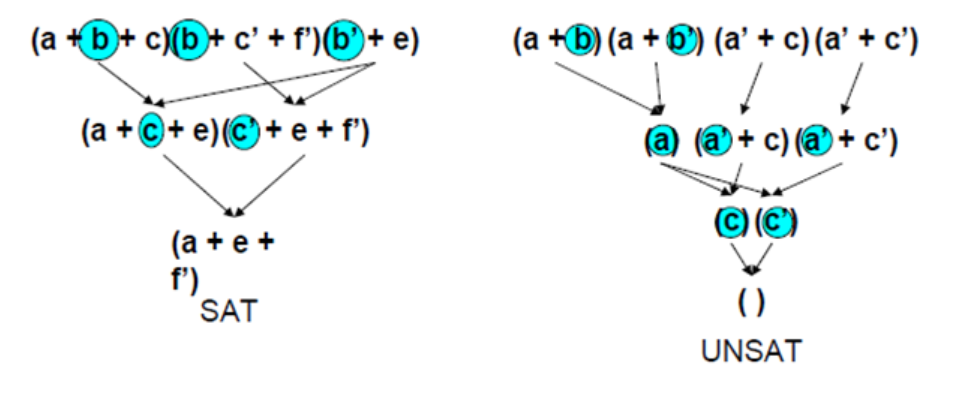 (a + b + c)(b + c' + f')(b' + e)
(a + c + e)(c' + e + f')
(a + e +
f')
SAT
(a + b) (a + b') (a' + c) (a' + c')
(a) (a' + c) (a' + c')
(c) (c')
( )
UNSAT